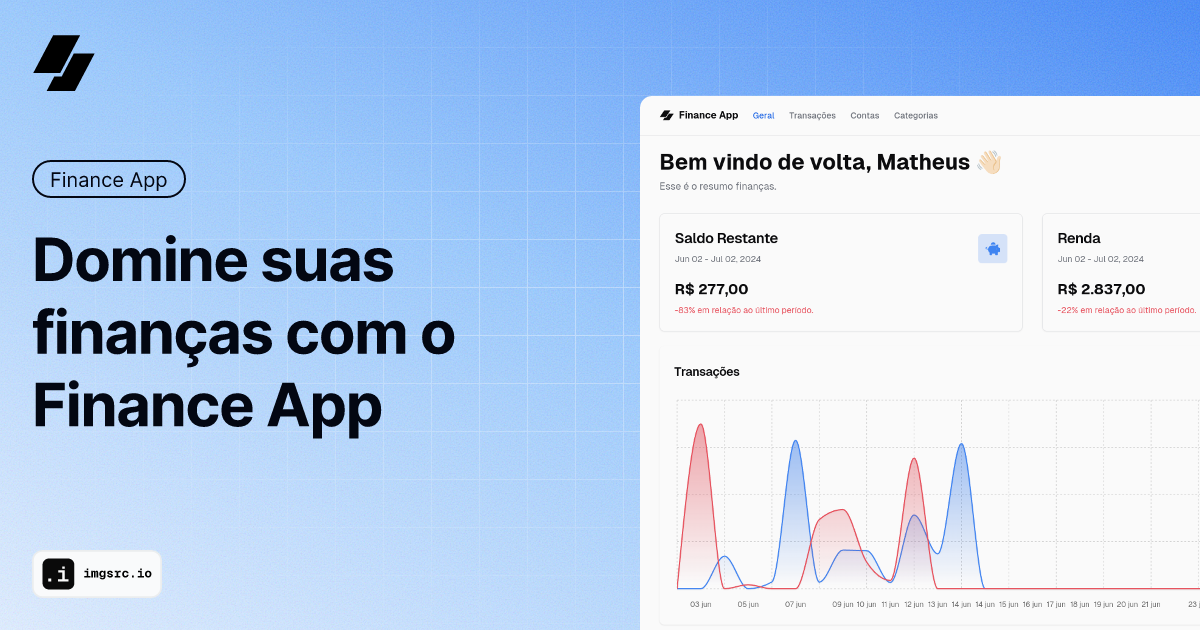 Finance App
Domine suas
finanças com o
Finance App
.i imgsrc.io
Finance App Geral Transações Contas Categorias
Bem vindo de volta, Matheus 👋🏻
Esse é o resumo finanças.
Saldo Restante
Jun 02 - Jul 02, 2024
R$ 277,00
-83% em relação ao último período.
Renda
Jun 02 - Jul 02, 2024
R$ 2.837,00
-22% em relação ao último período.
Transações
03 jun 05 jun 07 jun 09 jun 10 jun 11 jun 12 jun 13 jun 14 jun 14 jun 15 jun 16 jun 17 jun 18 jun 19 jun 20 jun 21 jun 23 j